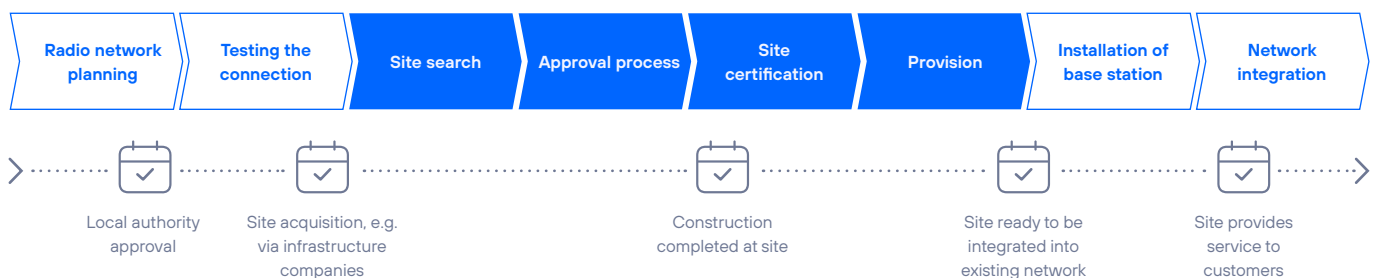 Radio network
planning
Testing the
connection
Site search
Approval process
Site
certification
Provision
Installation of
base station
Network
integration
Local authority
approval
Site acquisition, e.g.
via infrastructure
companies
Construction
completed at site
Site ready to be
integrated into
existing network
Site provides
service to
customers